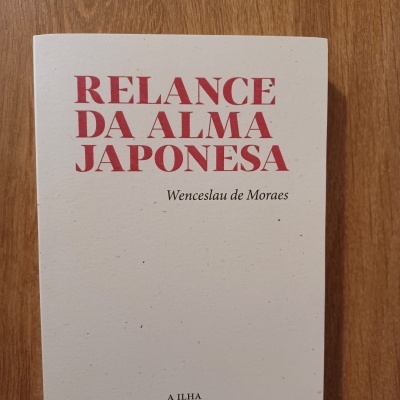 RELANCE
DA ALMA
JAPONESA
Wenceslau de Moraes
A ILHA